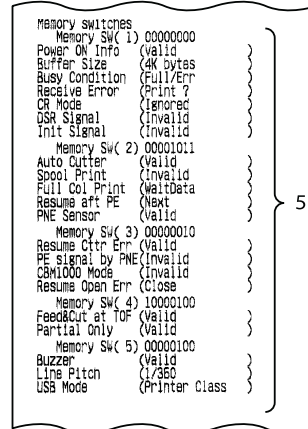 Memory switches
Memory SW( 1) 00000000
Power ON Info (Valid )
Buffer Size (4K bytes )
Busy Condition (Full/Err )
Receive Error (Print ? )
CR Mode (Ignored )
DSR Signal (Invalid )
Init Signal (Invalid )
Memory SW( 2) 00001011
Auto Cutter (Valid )
Spool Print (Invalid )
Full Col Print (WaitData )
Resume aft PE (Next )
PNE Sensor (Valid )
Memory SW( 3) 00000010
Resume Cttr Err (Valid )
PE signal by PNE(Invalid )
CBM1000 Mode (Invalid )
Resume Open Err (Close )
Memory SW( 4) 10000100
Feed&Cut at TOF (Valid )
Partial Only (Valid )
Memory SW( 5) 00000100
Buzzer (Valid )
Line Pitch (1/360 )
USB Mode (Printer Class )
5